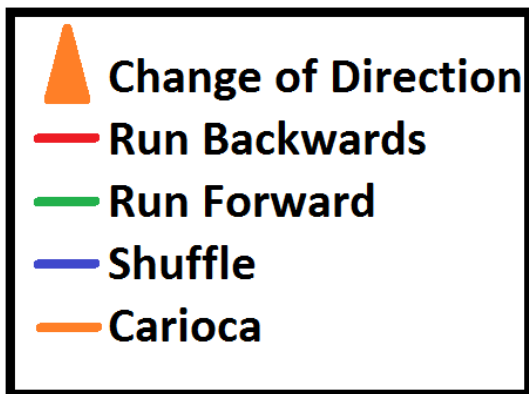 Change of Direction
Run Backwards
Run Forward
Shuffle
Carioca